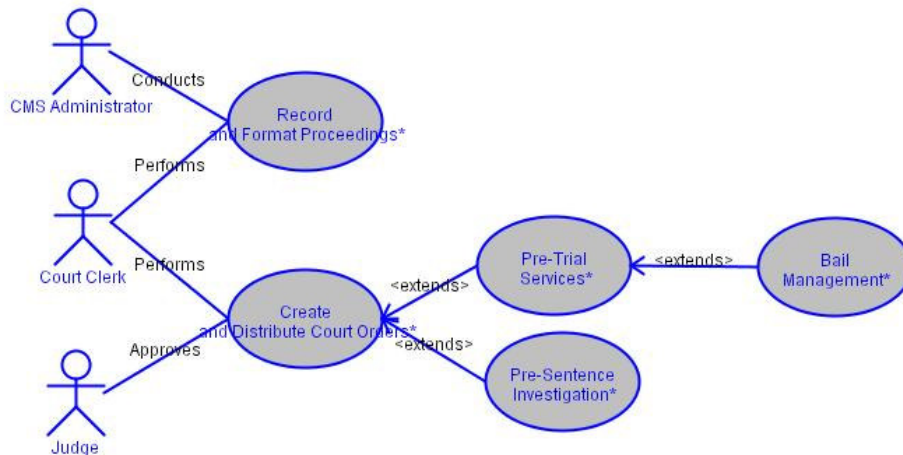 Conducts
CMS Administrator
Record
and Format Proceedings*
Performs
Court Clerk
Performs
Pre-Trial
Services*
<extends>
Bail
Management*
<extends>
Create
and Distribute Court Orders*
<extends>
Approves
Pre-Sentence
Investigation*
Judge